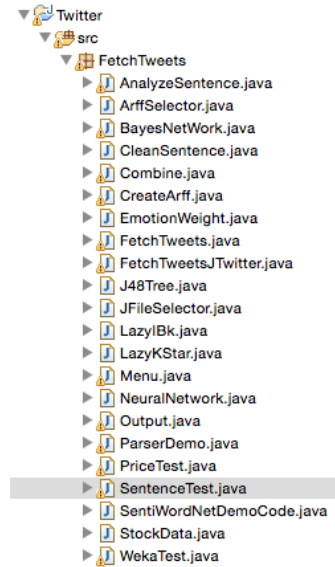 Twitter
src
FetchTweets
AnalyzeSentence.java
ArffSelector.java
BayesNetWork.java
CleanSentence.java
Combine.java
CreateArff.java
EmotionWeight.java
FetchTweets.java
FetchTweetsJTwitter.java
J48Tree.java
JFileSelector.java
LazyIBk.java
LazyKStar.java
Menu.java
NeuralNetwork.java
Output.java
ParserDemo.java
PriceTest.java
SentenceTest.java
SentiWordNetDemoCode.java
StockData.java
WekaTest.java